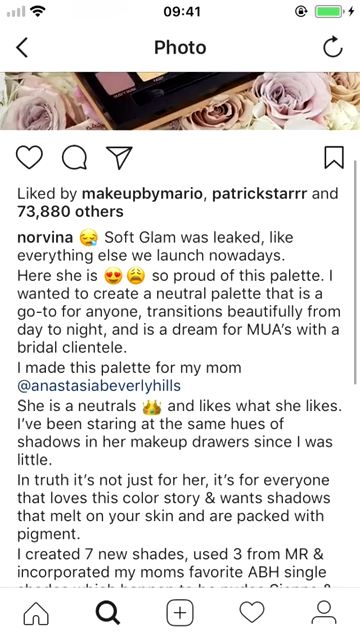 09:41
Photo
Liked by makeupbymario, patrickstarrr and
73,880 others
norvina 😪 Soft Glam was leaked, like
everything else we launch nowadays.
Here she is 😍😩 so proud of this palette. I
wanted to create a neutral palette that is a
go-to for anyone, transitions beautifully from
day to night, and is a dream for MUA’s with a
bridal clientele.
I made this palette for my mom
@anastasiabeverlyhills
She is a neutrals 👑 and likes what she likes.
I’ve been staring at the same hues of
shadows in her makeup drawers since I was
little.
In truth it’s not just for her, it’s for everyone
that loves this color story & wants shadows
that melt on your skin and are packed with
pigment.
I created 7 new shades, used 3 from MR &
incorporated my moms favorite ABH single